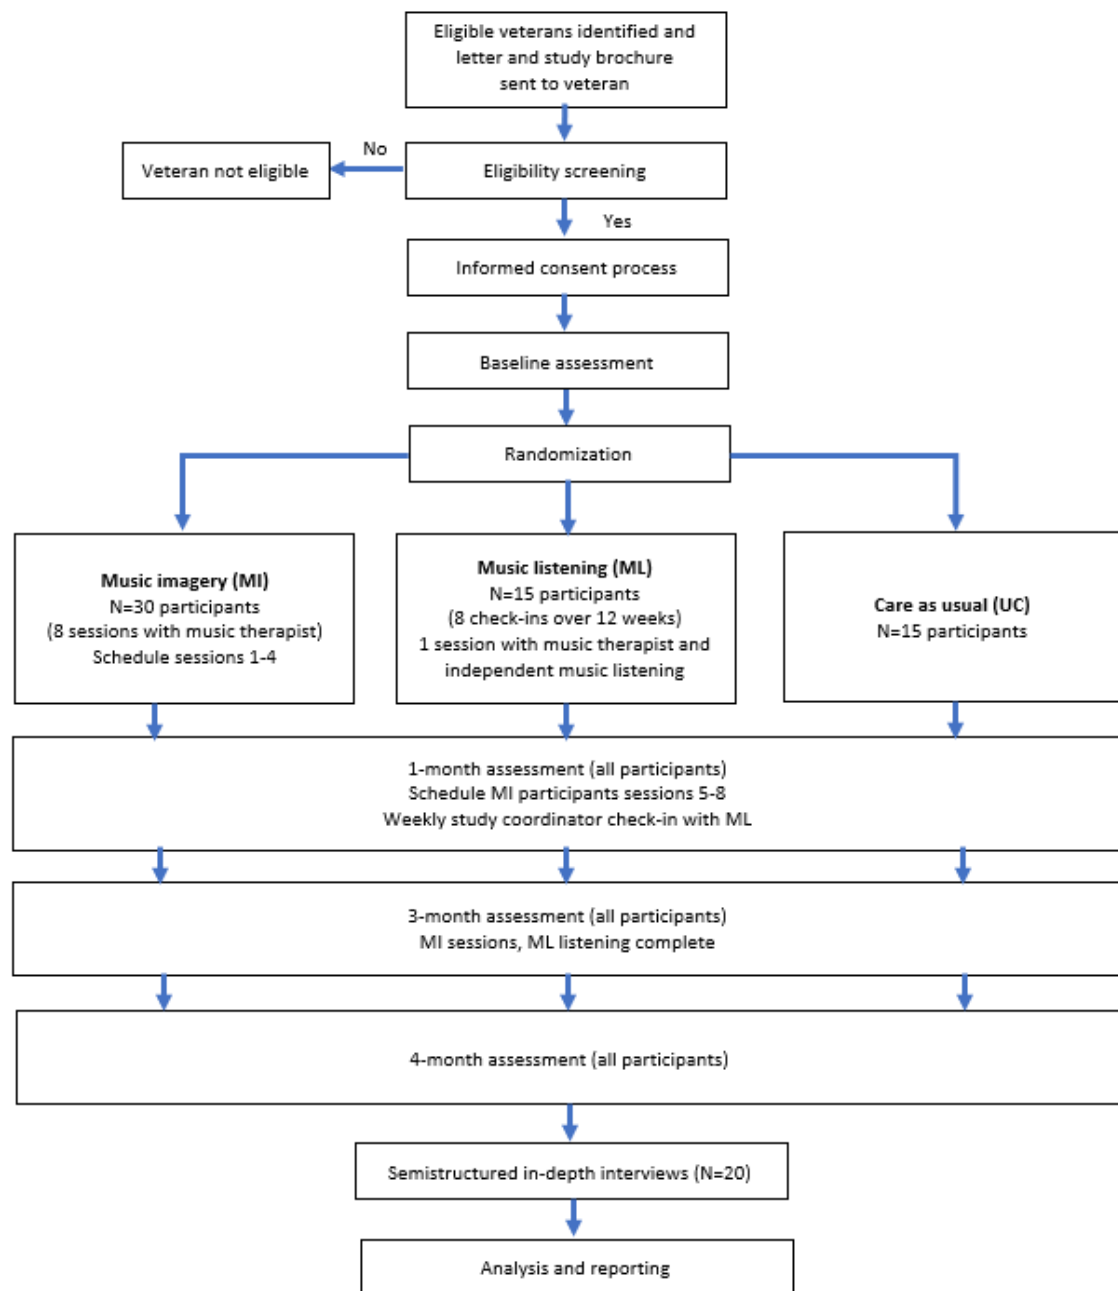 Eligible veterans identified and
letter and study brochure
sent to veteran
No
Veteran not eligible
Eligibility screening
Yes
Informed consent process
Baseline assessment
Randomization
Music imagery (MI)
N=30 participants
(8 sessions with music therapist)
Schedule sessions 1-4
Music listening (ML)
N=15 participants
(8 check-ins over 12 weeks)
1 session with music therapist and
independent music listening
Care as usual (UC)
N=15 participants
1-month assessment (all participants)
Schedule MI participants sessions 5-8
Weekly study coordinator check-in with ML
3-month assessment (all participants)
MI sessions, ML listening complete
4-month assessment (all participants)
Semistructured in-depth interviews (N=20)
Analysis and reporting